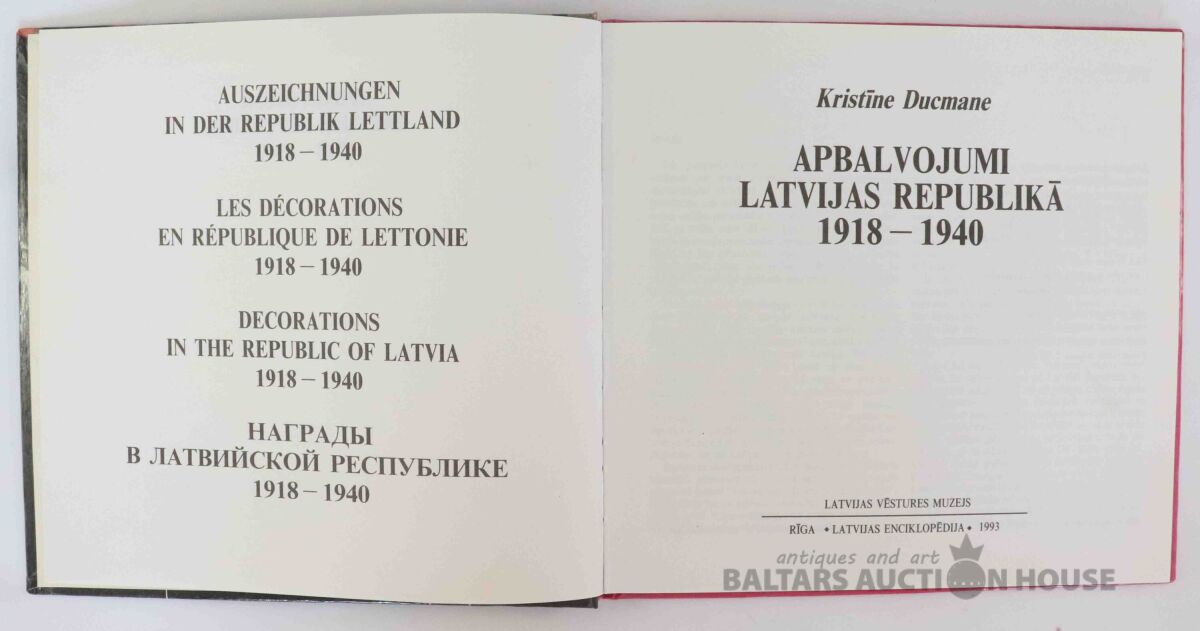 AUSZEICHNUNGEN
IN DER REPUBLIK LETTLAND
1918 – 1940
LES DÉCORATIONS
EN RÉPUBLIQUE DE LETTONIE
1918 – 1940
DECORATIONS
IN THE REPUBLIC OF LATVIA
1918 – 1940
НАГРАДЫ
В ЛАТВИЙСКОЙ РЕСПУБЛИКЕ
1918 – 1940
Kristīne Ducmane
APBALVOJUMI
LATVIJAS REPUBLIKĀ
1918 – 1940
LATVIJAS VĒSTURES MUZEJS
RĪGA ◆ LATVIJAS ENCIKLOPĒDIJA ◆ 1993
antiques and art
BALTARS AUCTION HOUSE